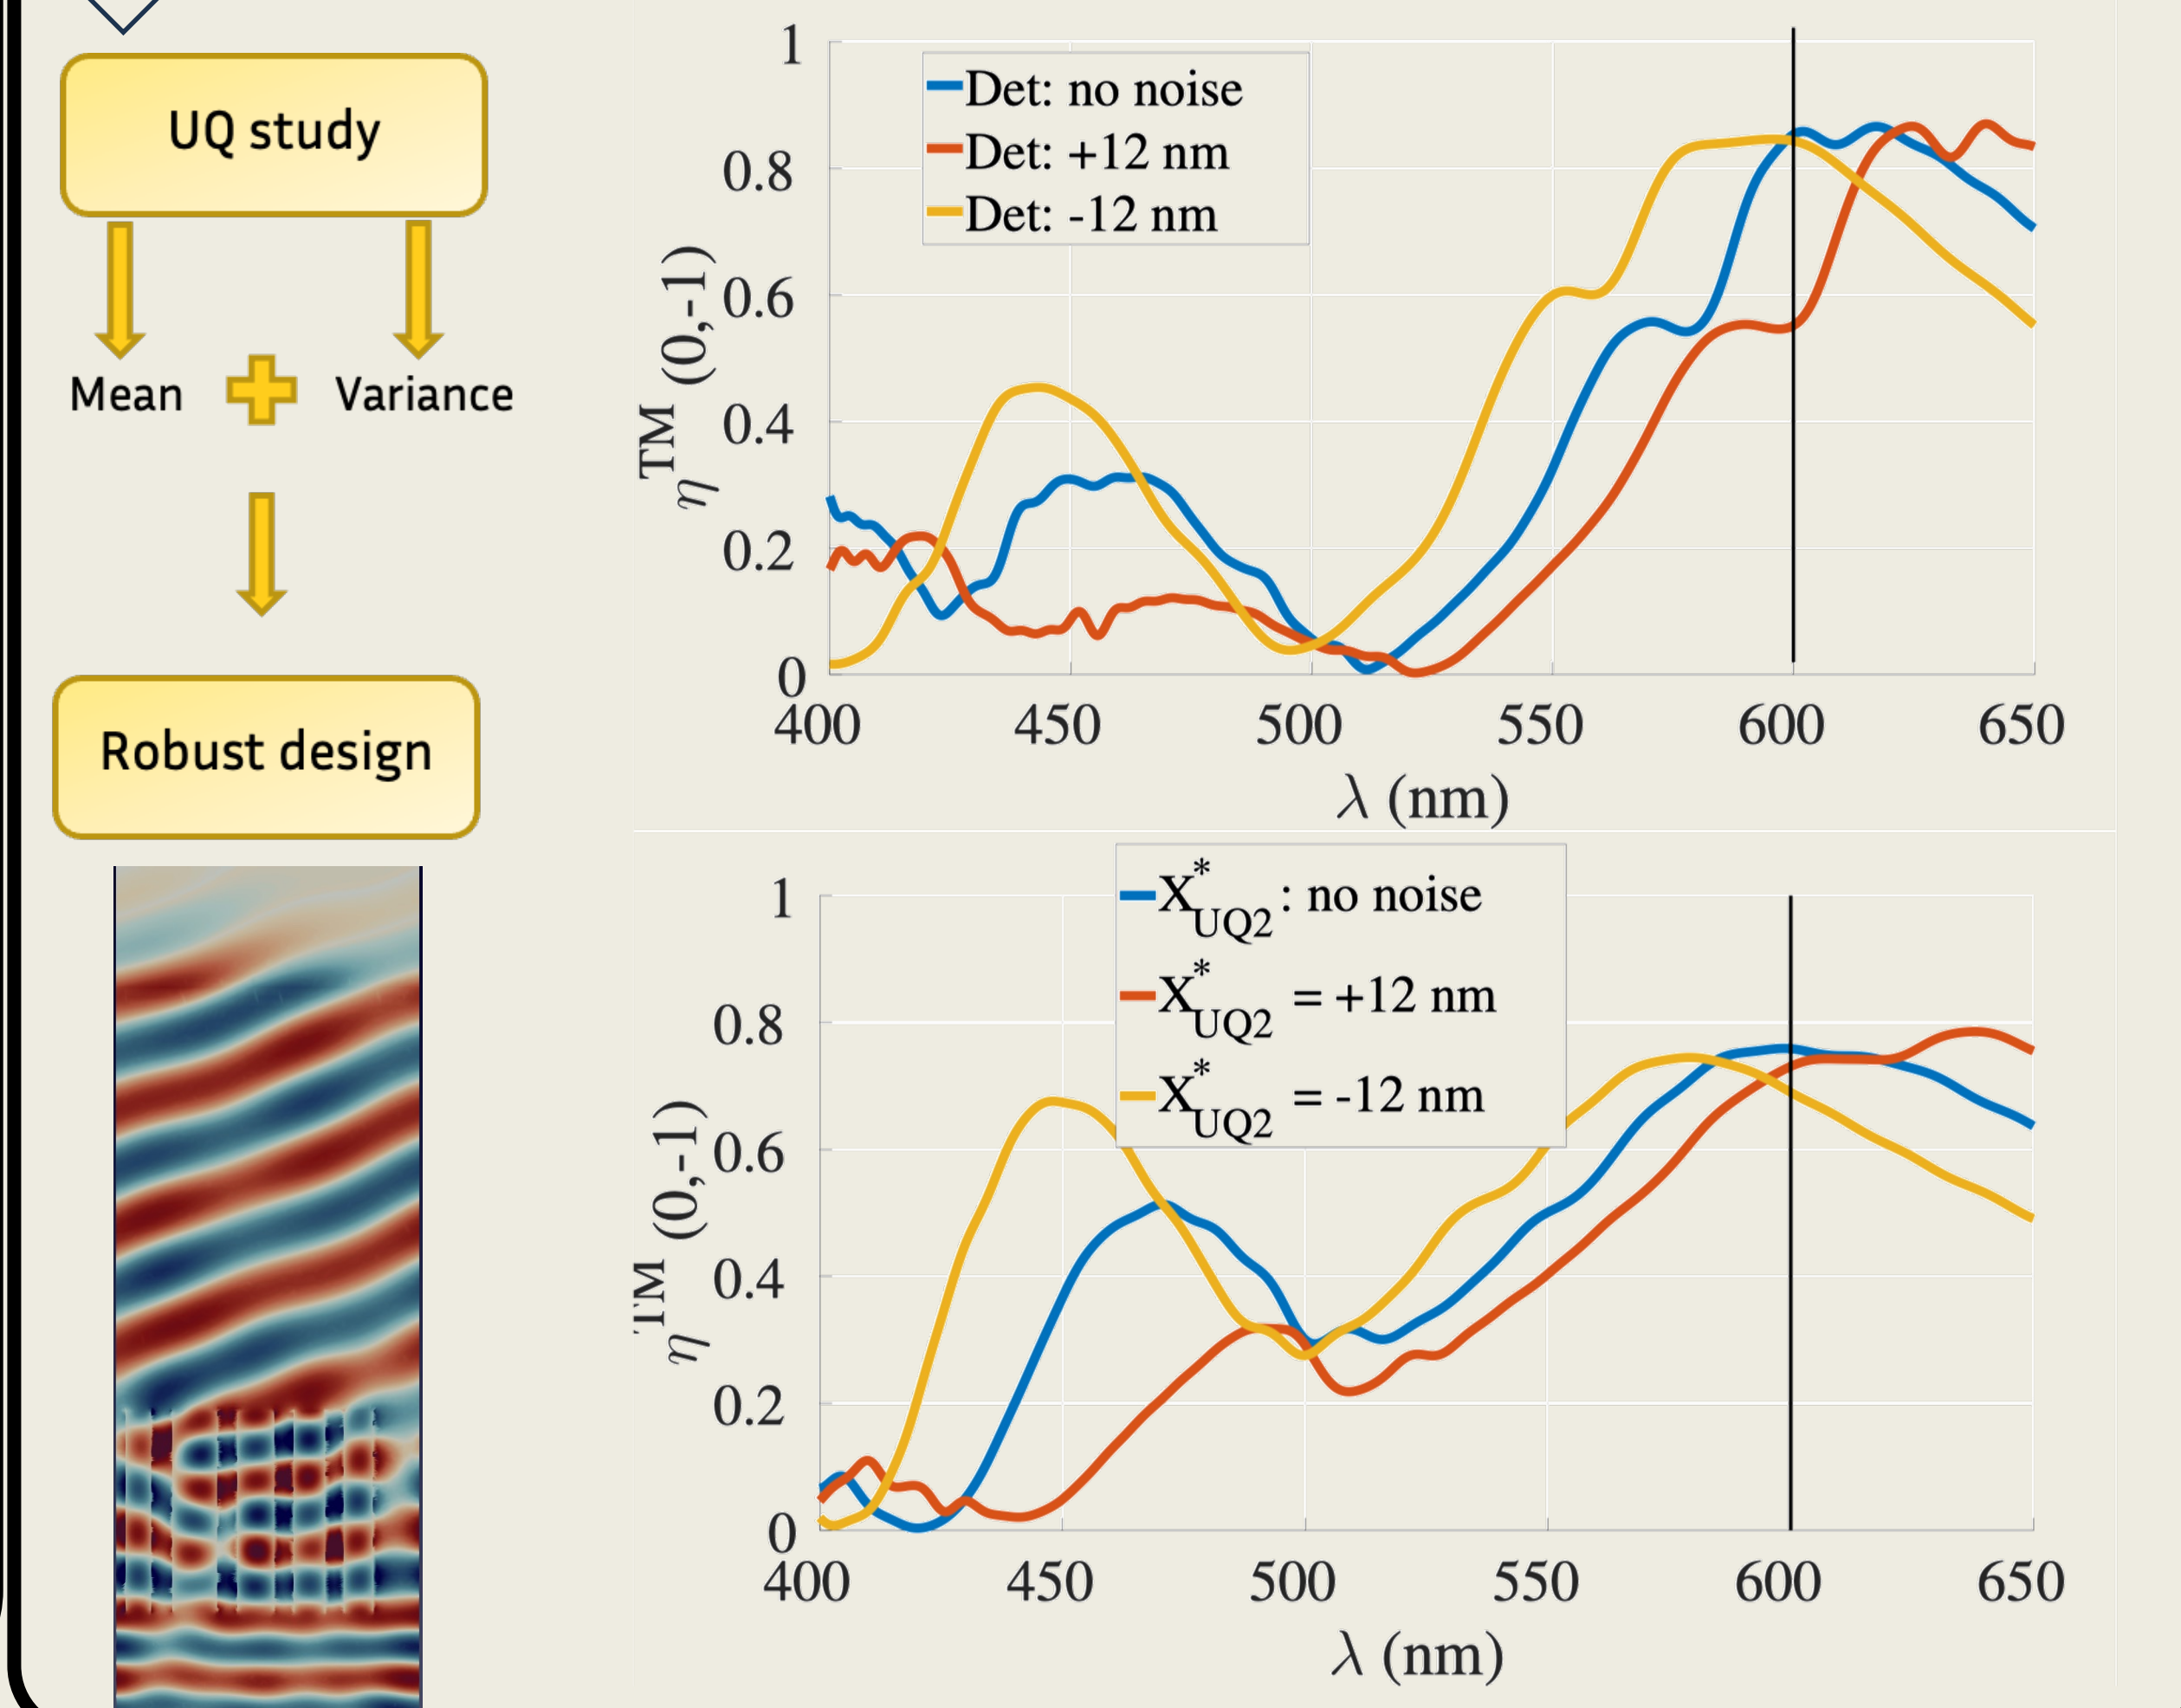 UQ study
Mean Variance
Robust design
1
0.8
0.6
0.4
0.2
0
η^TM (0,-1)
Det: no noise
Det: +12 nm
Det: -12 nm
400 450 500 550 600 650
λ (nm)
1
0.8
0.6
0.4
0.2
0
η^TM (0,-1)
X*_UQ2 : no noise
X*_UQ2 = +12 nm
X*_UQ2 = -12 nm
400 450 500 550 600 650
λ (nm)